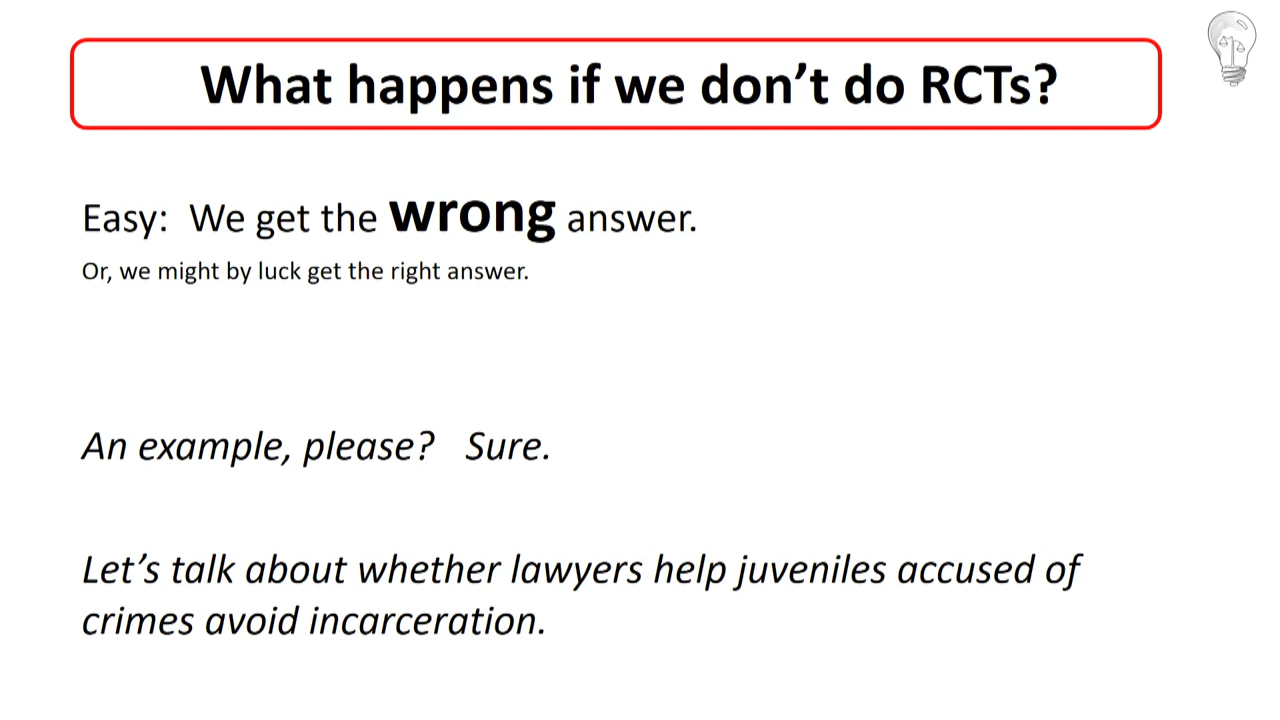 What happens if we don’t do RCTs?
Easy:  We get the wrong answer.
Or, we might by luck get the right answer.
An example, please?   Sure.
Let’s talk about whether lawyers help juveniles accused of
crimes avoid incarceration.